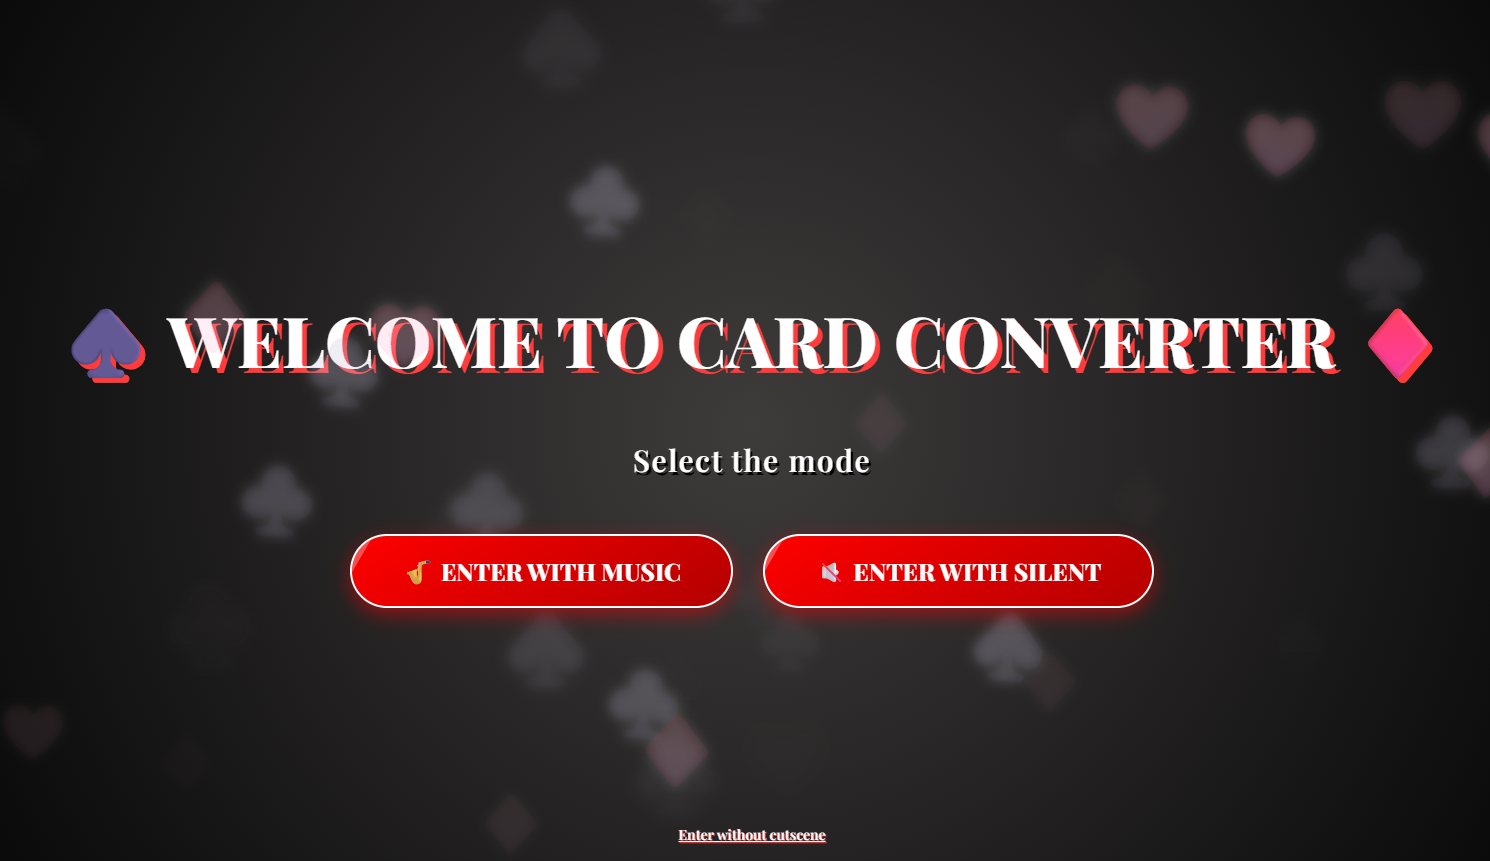 WELCOME TO CARD CONVERTER
Select the mode
ENTER WITH MUSIC
ENTER WITH SILENT
Enter without cutscene